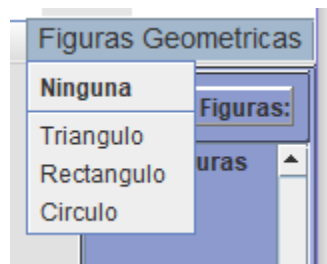 Figuras Geometricas
Ninguna
Figuras:
Triangulo
uras
Rectangulo
Circulo